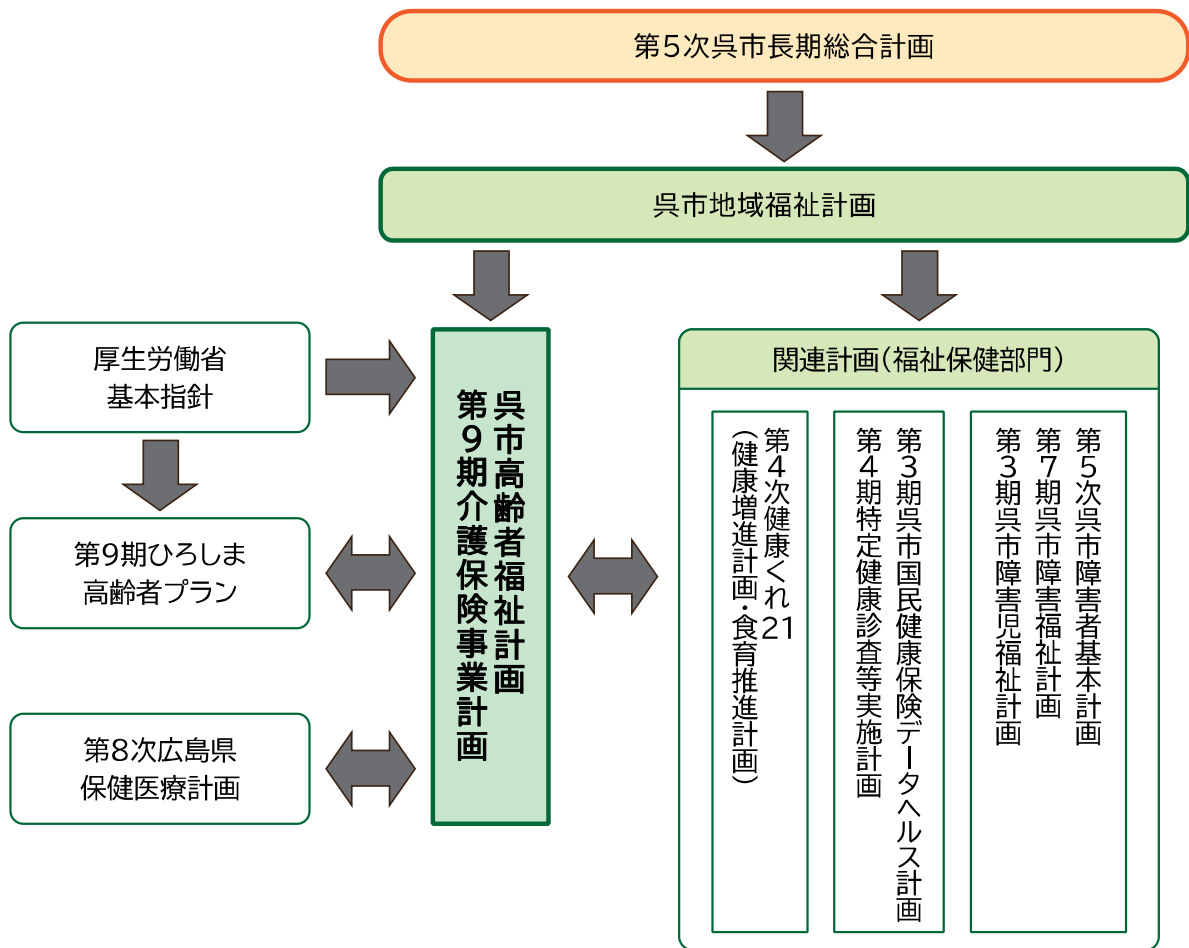 第5次呉市長期総合計画
呉市地域福祉計画
厚生労働省
基本指針
第9期ひろしま
高齢者プラン
第8次広島県
保健医療計画
呉市高齢者福祉計画
第9期介護保険事業計画
関連計画（福祉保健部門）
第5次呉市障害者基本計画
第7期呉市障害福祉計画
第3期呉市障害児福祉計画
第3期呉市国民健康保険データヘルス計画
第4期特定健康診査等実施計画
第4次健康くれ21
（健康増進計画・食育推進計画）